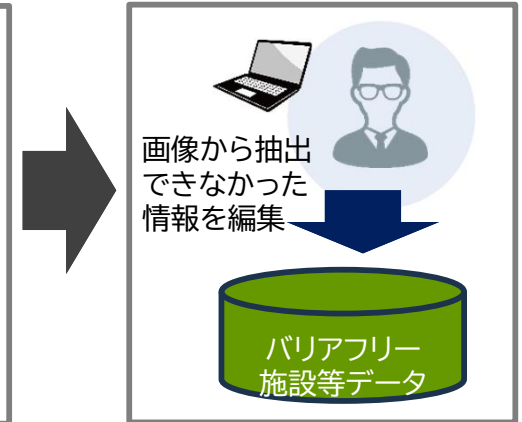 画像から抽出
できなかった
情報を編集
バリアフリー
施設等データ